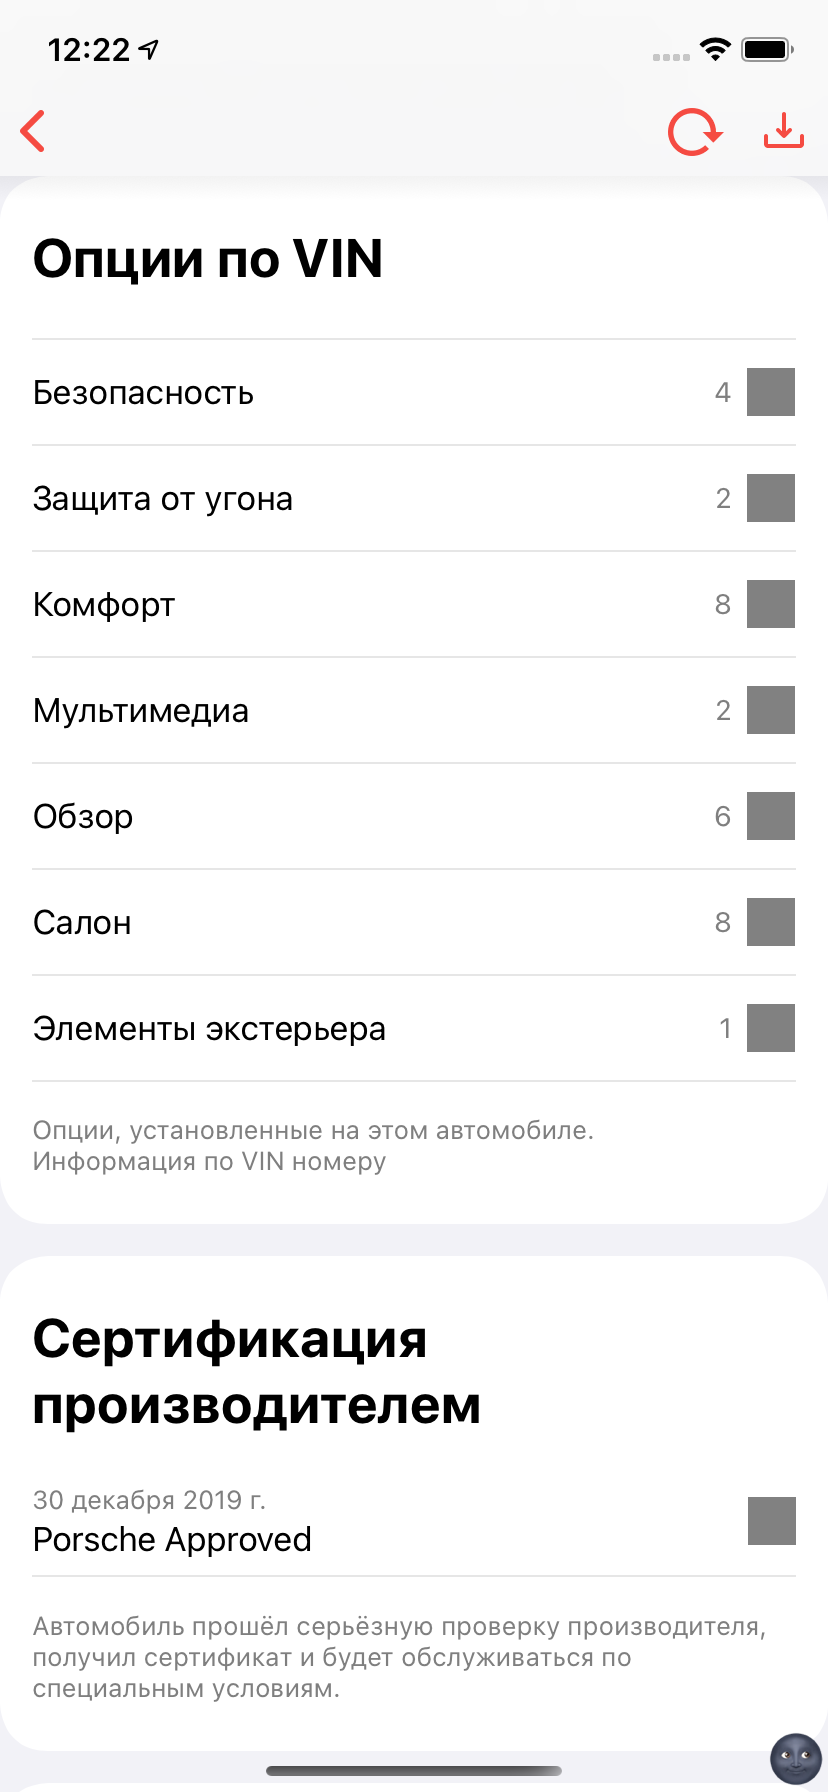 12:22
Опции по VIN
Безопасность 4
Защита от угона 2
Комфорт 8
Мультимедиа 2
Обзор 6
Салон 8
Элементы экстерьера 1
Опции, установленные на этом автомобиле.
Информация по VIN номеру
Сертификация
производителем
30 декабря 2019 г.
Porsche Approved
Автомобиль прошёл серьёзную проверку производителя,
получил сертификат и будет обслуживаться по
специальным условиям.